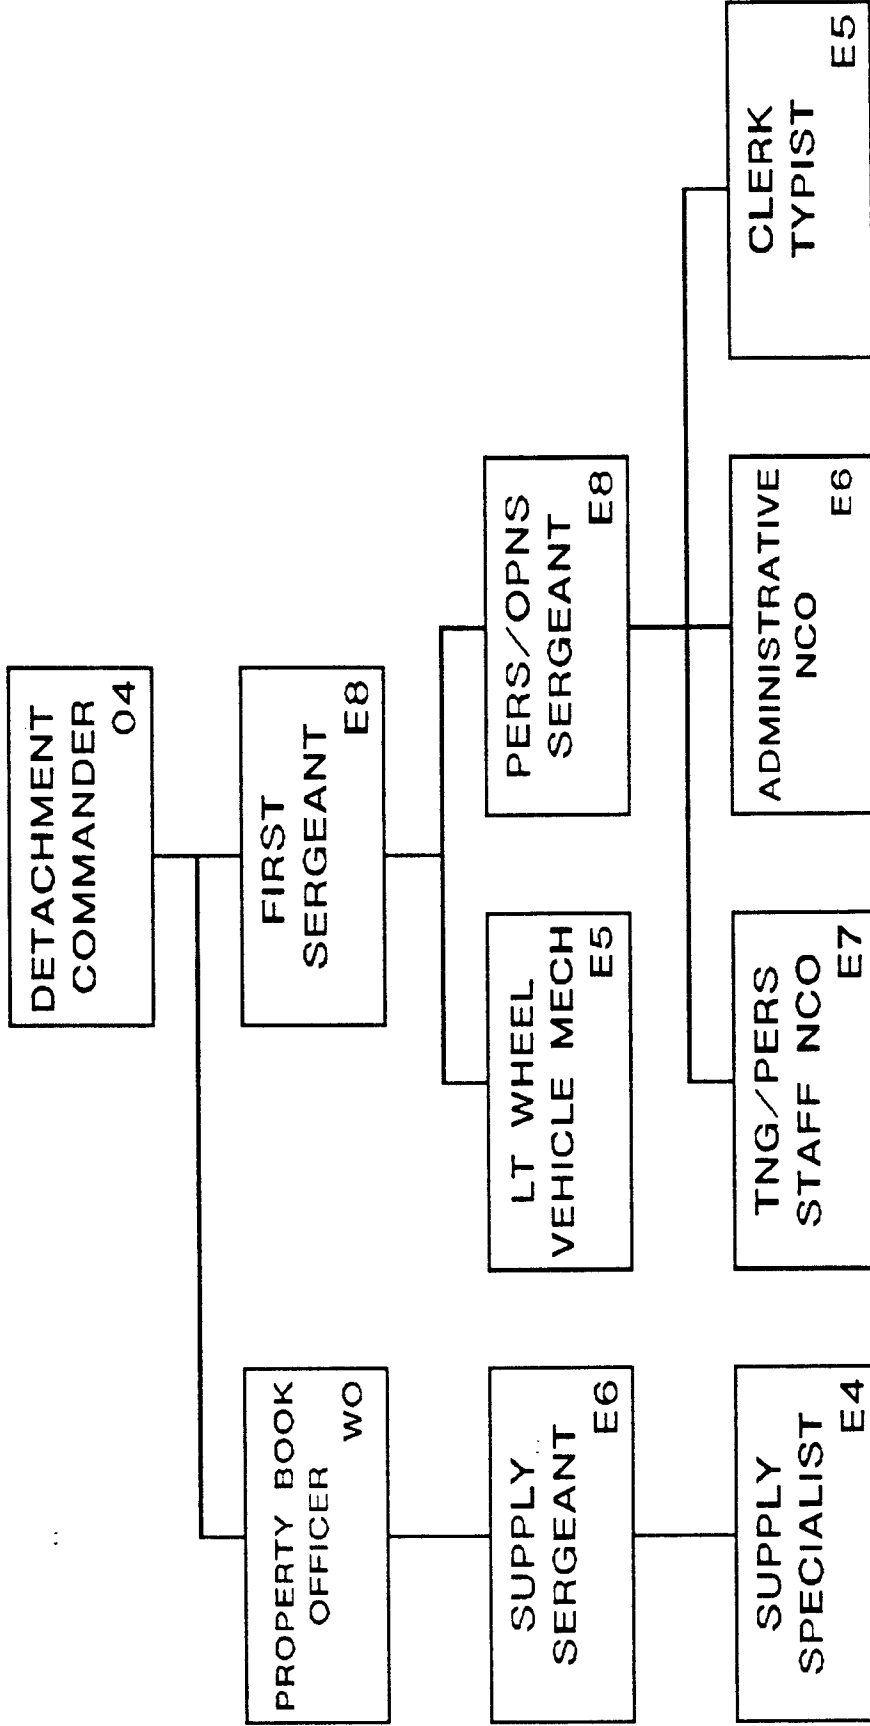 DETACHMENT
COMMANDER
O4
PROPERTY BOOK
OFFICER
WO
FIRST
SERGEANT
E8
SUPPLY
SERGEANT
E6
LT WHEEL
VEHICLE MECH
E5
PERS/OPNS
SERGEANT
E8
SUPPLY
SPECIALIST
E4
TNG/PERS
STAFF NCO
E7
ADMINISTRATIVE
NCO
E6
CLERK
TYPIST
E5